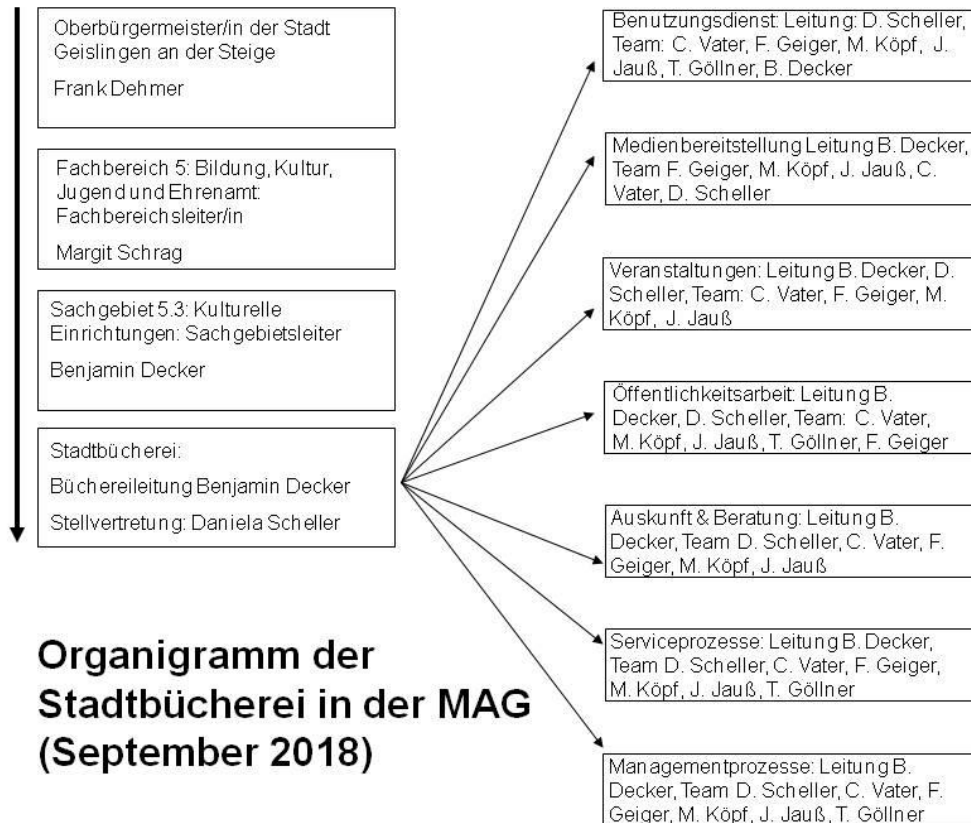 Oberbürgermeister/in der Stadt
Geislingen an der Steige
Frank Dehmer
Fachbereich 5: Bildung, Kultur,
Jugend und Ehrenamt:
Fachbereichsleiter/in
Margit Schrag
Sachgebiet 5.3: Kulturelle
Einrichtungen: Sachgebietsleiter
Benjamin Decker
Stadtbücherei:
Büchereileitung Benjamin Decker
Stellvertretung: Daniela Scheller
Organigramm der
Stadtbücherei in der MAG
(September 2018)
Benutzungsdienst: Leitung: D. Scheller,
Team: C. Vater, F. Geiger, M. Köpf, J.
Jauß, T. Göllner, B. Decker
Medienbereitstellung Leitung B. Decker,
Team F. Geiger, M. Köpf, J. Jauß, C.
Vater, D. Scheller
Veranstaltungen: Leitung B. Decker, D.
Scheller, Team: C. Vater, F. Geiger, M.
Köpf, J. Jauß
Öffentlichkeitsarbeit: Leitung B.
Decker, D. Scheller, Team: C. Vater,
M. Köpf, J. Jauß, T. Göllner, F. Geiger
Auskunft & Beratung: Leitung B.
Decker, Team D. Scheller, C. Vater, F.
Geiger, M. Köpf, J. Jauß
Serviceprozesse: Leitung B. Decker,
Team D. Scheller, C. Vater, F. Geiger,
M. Köpf, J. Jauß, T. Göllner
Managementprozesse: Leitung B.
Decker, Team D. Scheller, C. Vater, F.
Geiger, M. Köpf, J. Jauß, T. Göllner